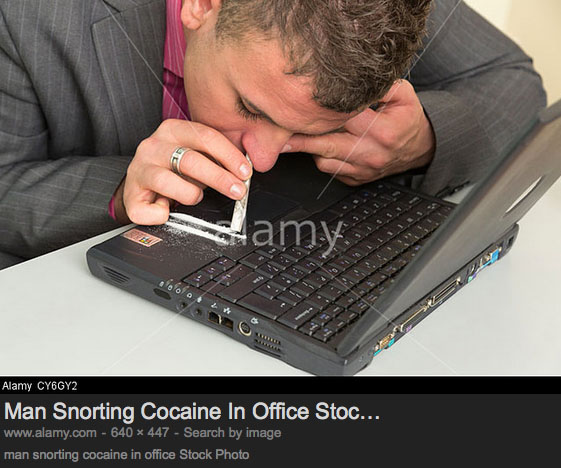 alamy
Alamy CY6GY2
Man Snorting Cocaine In Office Stoc...
www.alamy.com - 640 × 447 - Search by image
man snorting cocaine in office Stock Photo